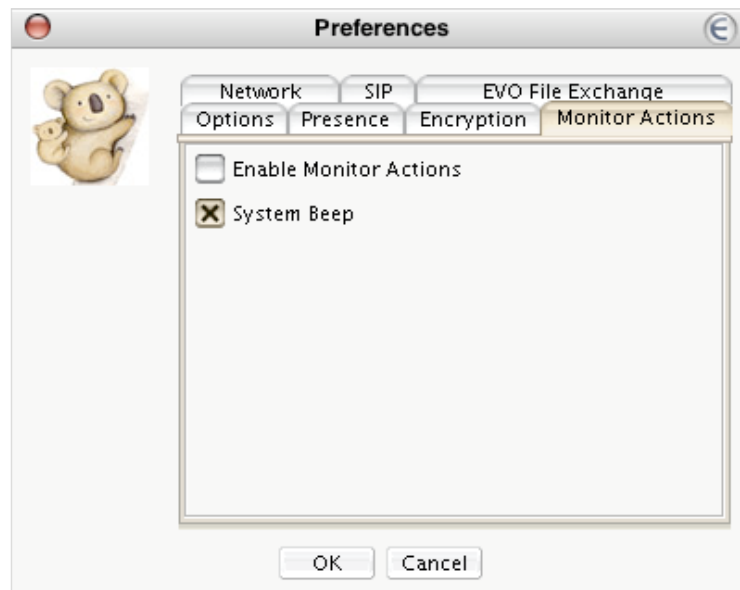 Preferences
Network SIP EVO File Exchange
Options Presence Encryption Monitor Actions
Enable Monitor Actions
System Beep
OK Cancel